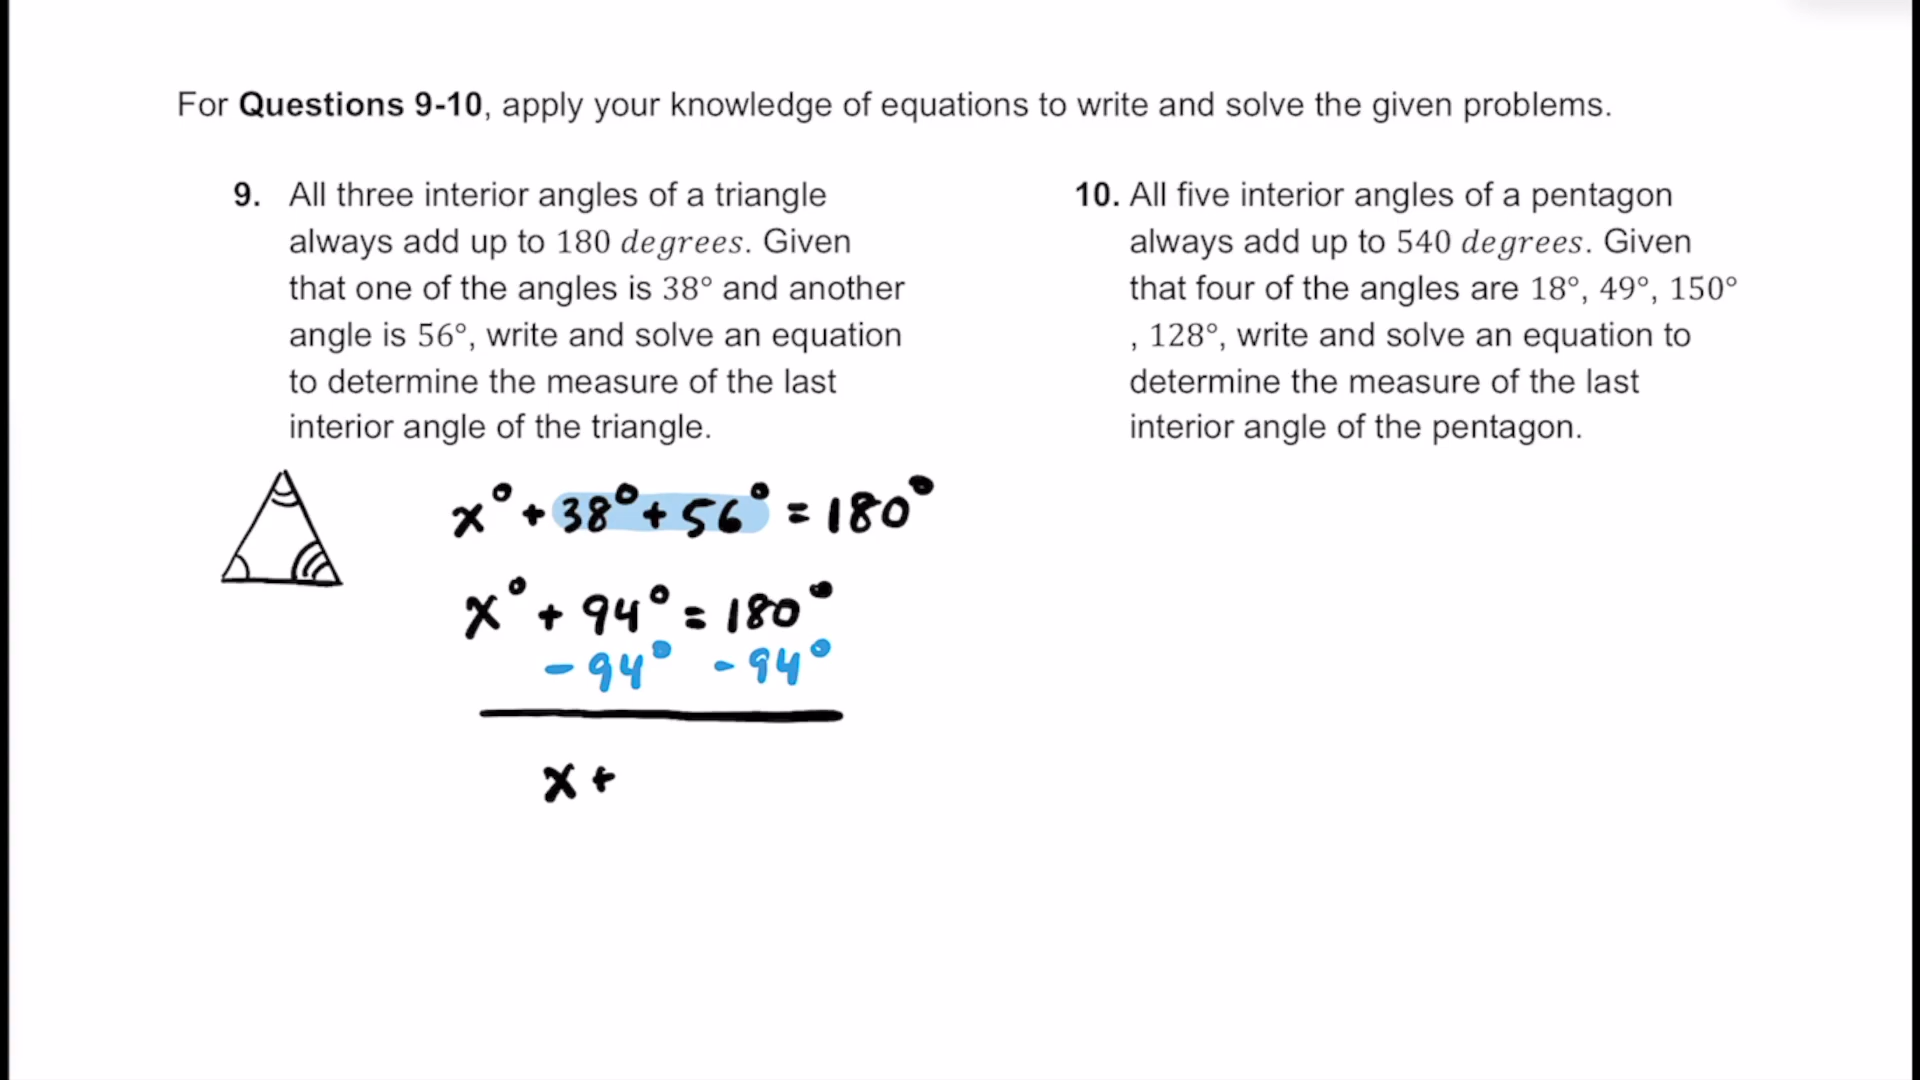 For Questions 9-10, apply your knowledge of equations to write and solve the given problems.
9. All three interior angles of a triangle
always add up to 180 degrees. Given
that one of the angles is 38° and another
angle is 56°, write and solve an equation
to determine the measure of the last
interior angle of the triangle.
x° + 38° + 56° = 180°
x° + 94° = 180°
- 94° - 94°
x +
10. All five interior angles of a pentagon
always add up to 540 degrees. Given
that four of the angles are 18°, 49°, 150°
, 128°, write and solve an equation to
determine the measure of the last
interior angle of the pentagon.